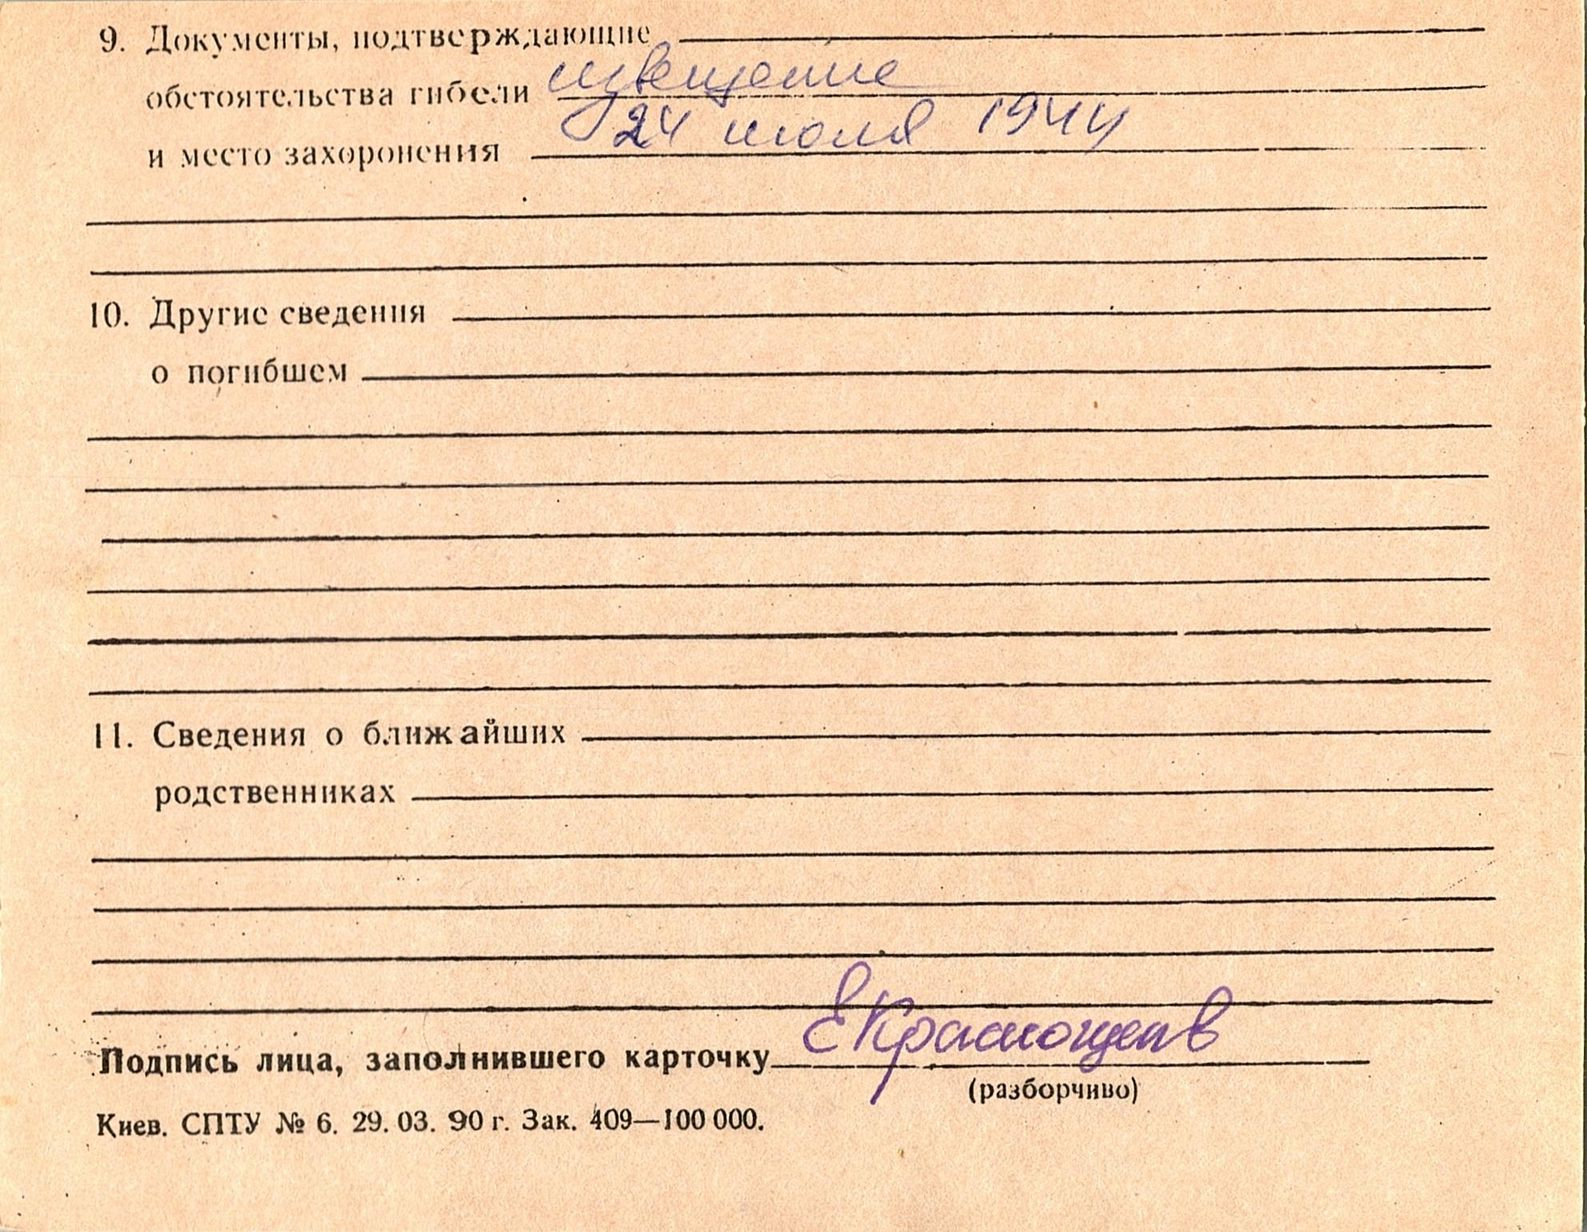 9. Документы, подтверждающие
обстоятельства гибели извещение
и место захоронения 24 июля 1944
10. Другие сведения
о погибшем
11. Сведения о ближайших
родственниках
Подпись лица, заполнившего карточку
(разборчиво)
Киев. СПТУ № 6. 29. 03. 90 г. Зак. 409—100 000.